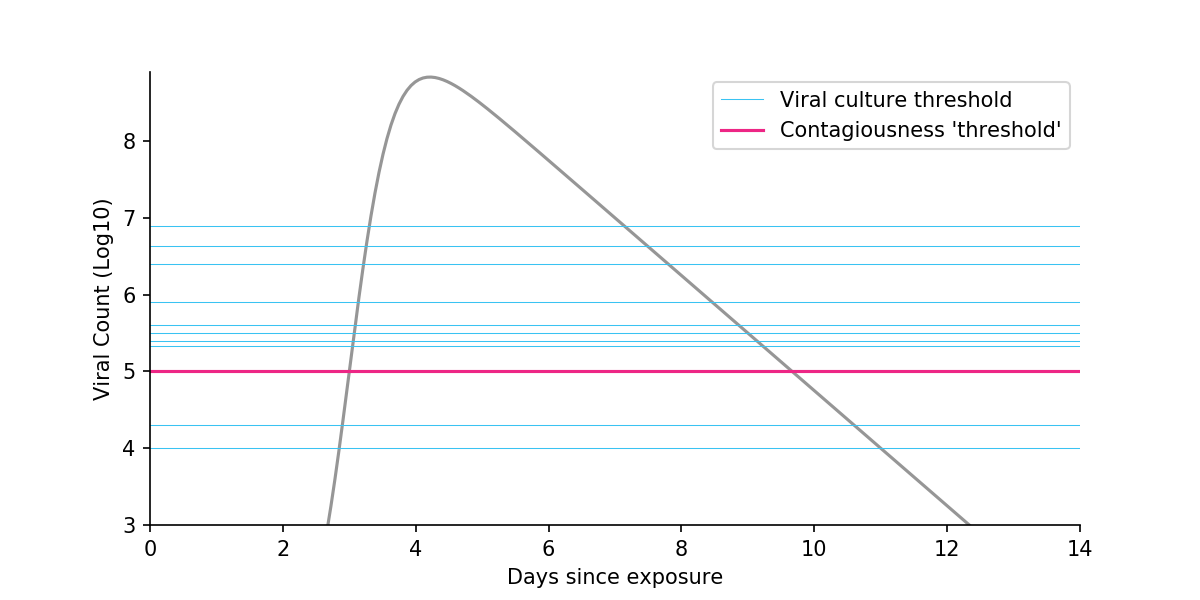 Viral culture threshold
Contagiousness 'threshold'
Viral Count (Log10)
8
7
6
5
4
3
0 2 4 6 8 10 12 14
Days since exposure